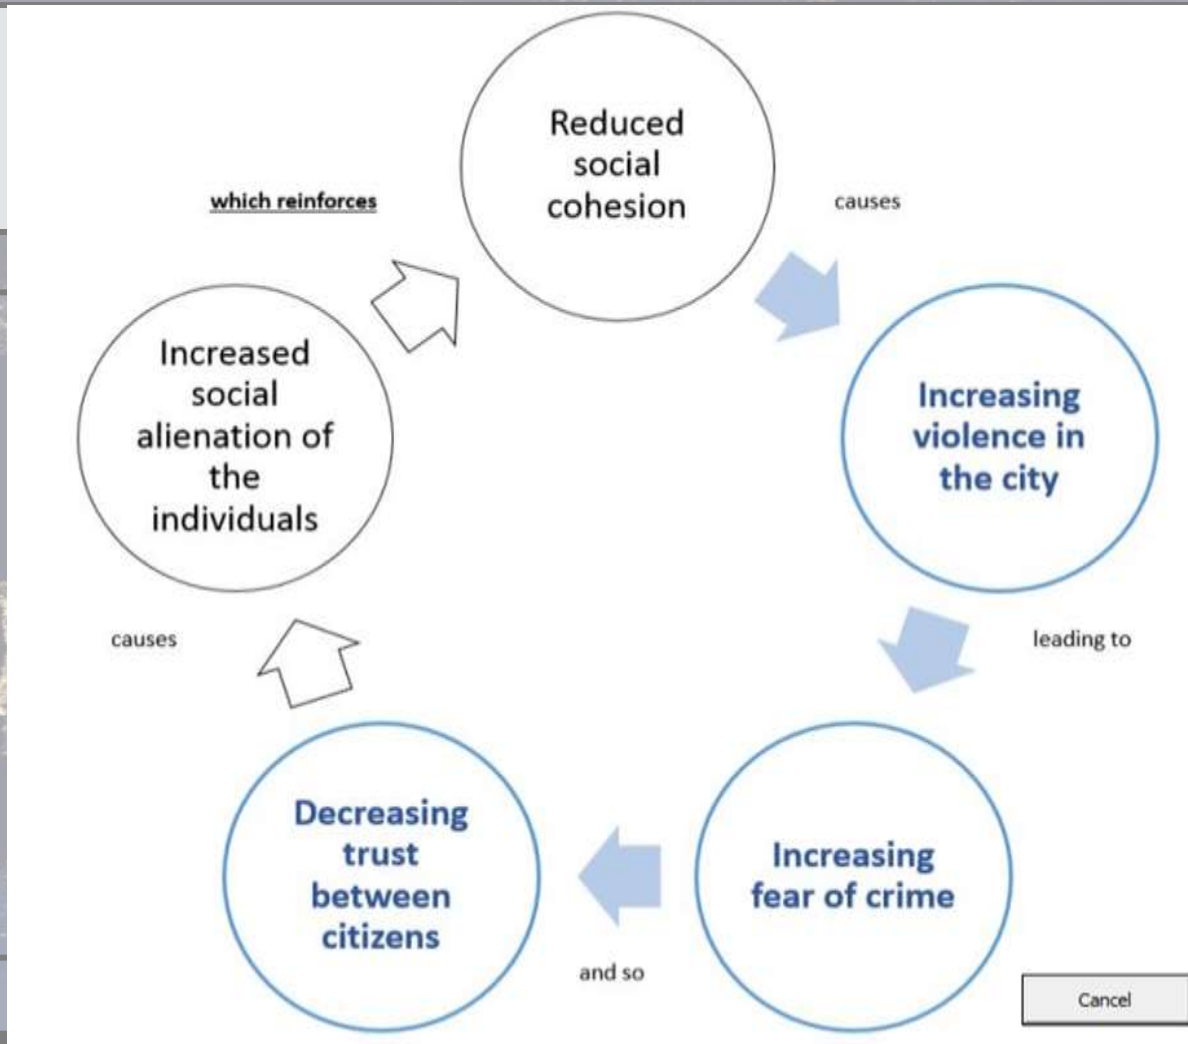 Reduced
social
cohesion
causes
Increasing
violence in
the city
leading to
Increasing
fear of crime
and so
Decreasing
trust
between
citizens
causes
Increased
social
alienation of
the
individuals
which reinforces
Cancel